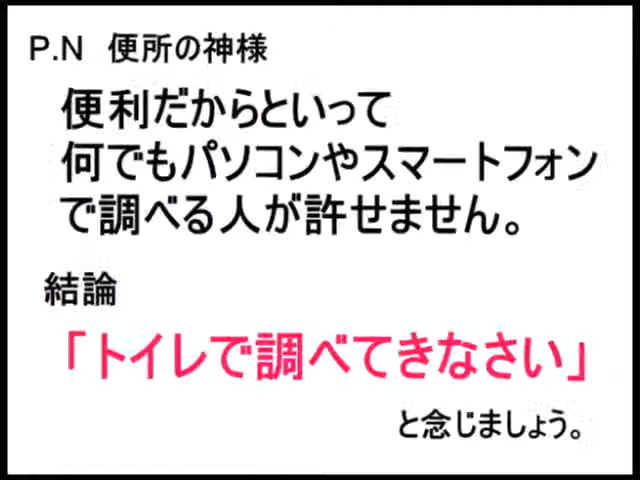 P.N 便所の神様
便利だからといって
何でもパソコンやスマートフォン
で調べる人が許せません。
結論
「トイレで調べてきなさい」
と念じましょう。